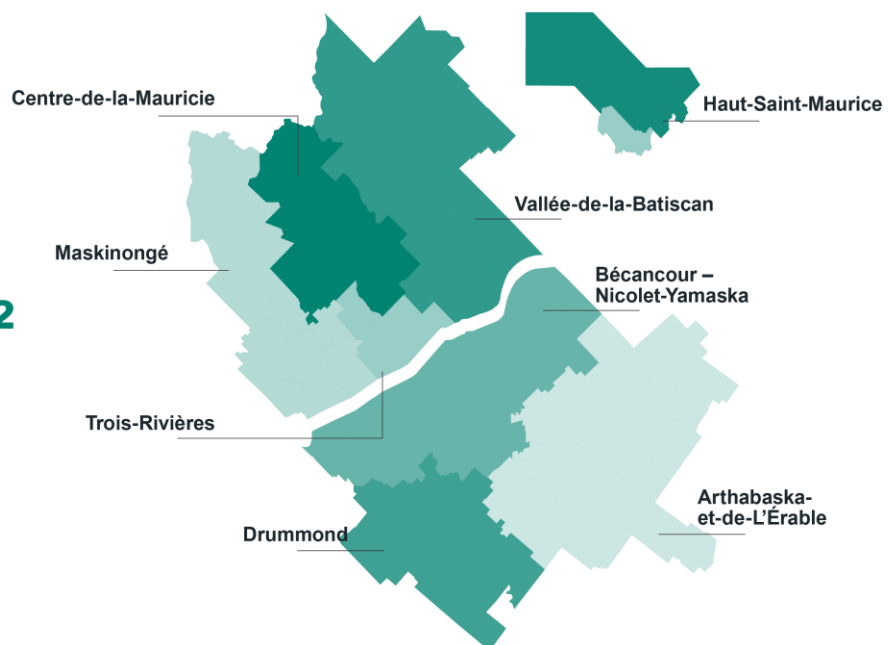 Centre-de-la-Mauricie
Haut-Saint-Maurice
Vallée-de-la-Batiscan
Maskinongé
Bécancour –
Nicolet-Yamaska
2
Trois-Rivières
Arthabaska-
et-de-L'Érable
Drummond